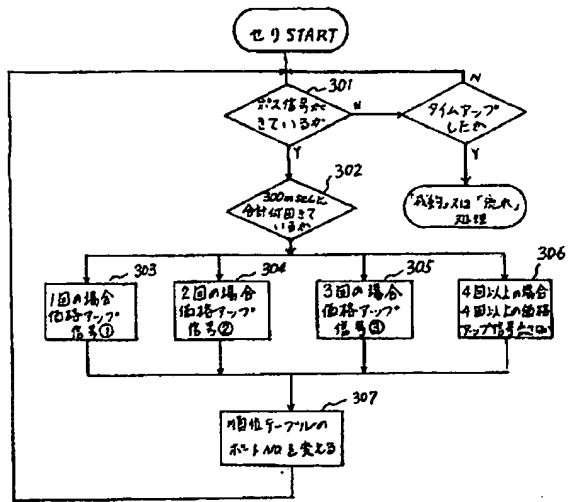 セリSTART
301
ポス信号が
きているか
N
Y
タイムアップ
したか
N
Y
302
300msecに
合計何回きて
いるか
「成約」又は「流れ」
処理
303
1回の場合
価格アップ
信号①
304
2回の場合
価格アップ
信号②
305
3回の場合
価格アップ
信号③
306
4回以上の場合
4回以上の価格
アップ信号
307
順位テーブルの
ポートNOを変える